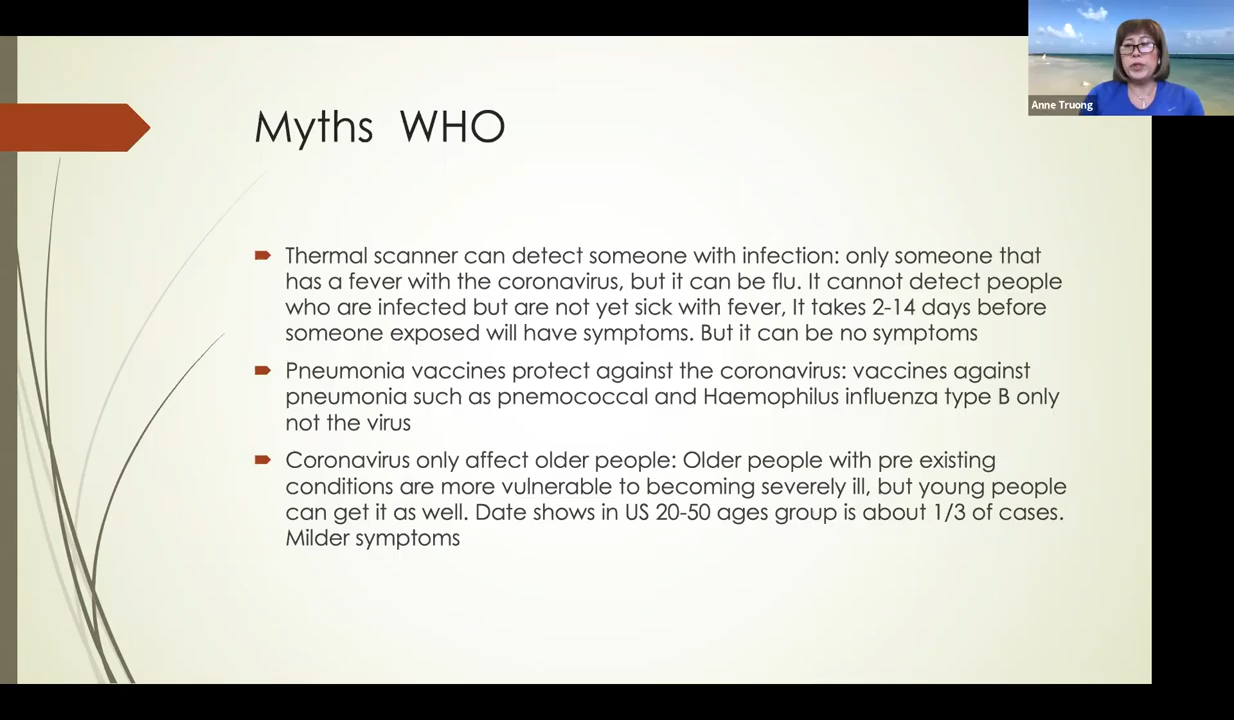 Anne Truong
Myths WHO
Thermal scanner can detect someone with infection: only someone that
has a fever with the coronavirus, but it can be flu. It cannot detect people
who are infected but are not yet sick with fever, It takes 2-14 days before
someone exposed will have symptoms. But it can be no symptoms
Pneumonia vaccines protect against the coronavirus: vaccines against
pneumonia such as pnemococcal and Haemophilus influenza type B only
not the virus
Coronavirus only affect older people: Older people with pre existing
conditions are more vulnerable to becoming severely ill, but young people
can get it as well. Date shows in US 20-50 ages group is about 1/3 of cases.
Milder symptoms